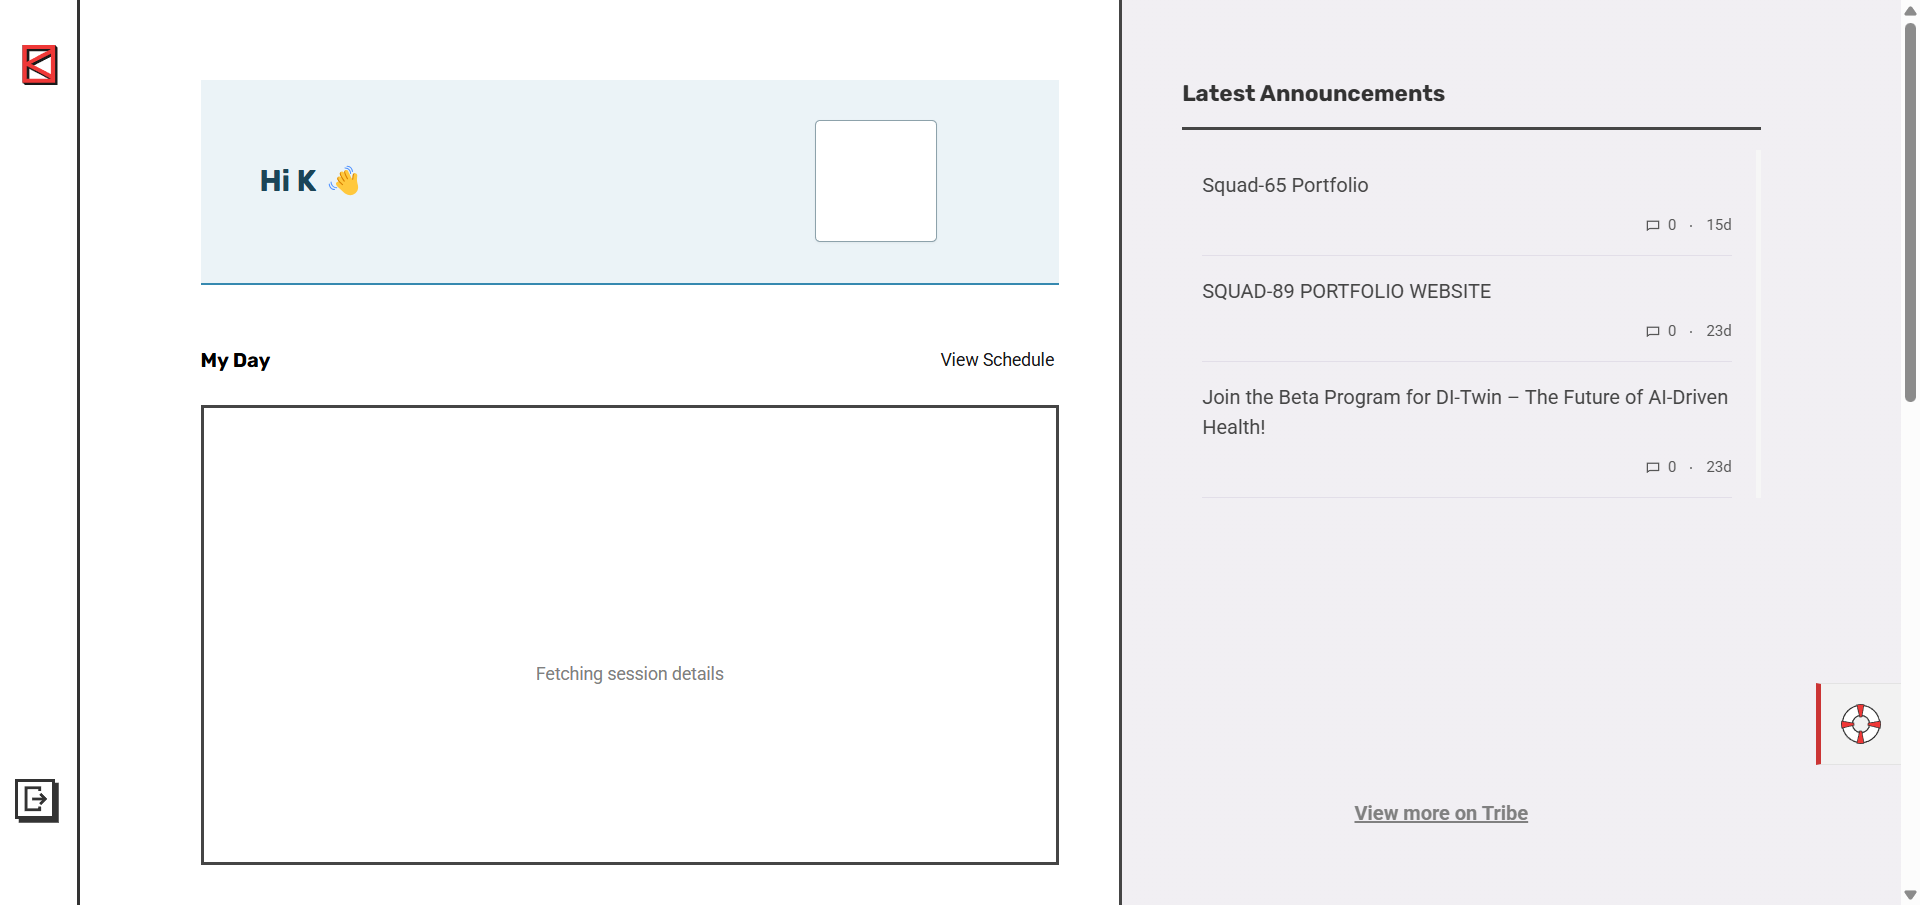 Hi K 👋
My Day
View Schedule
Fetching session details
Latest Announcements
Squad-65 Portfolio
0 · 15d
SQUAD-89 PORTFOLIO WEBSITE
0 · 23d
Join the Beta Program for DI-Twin – The Future of AI-Driven
Health!
0 · 23d
View more on Tribe